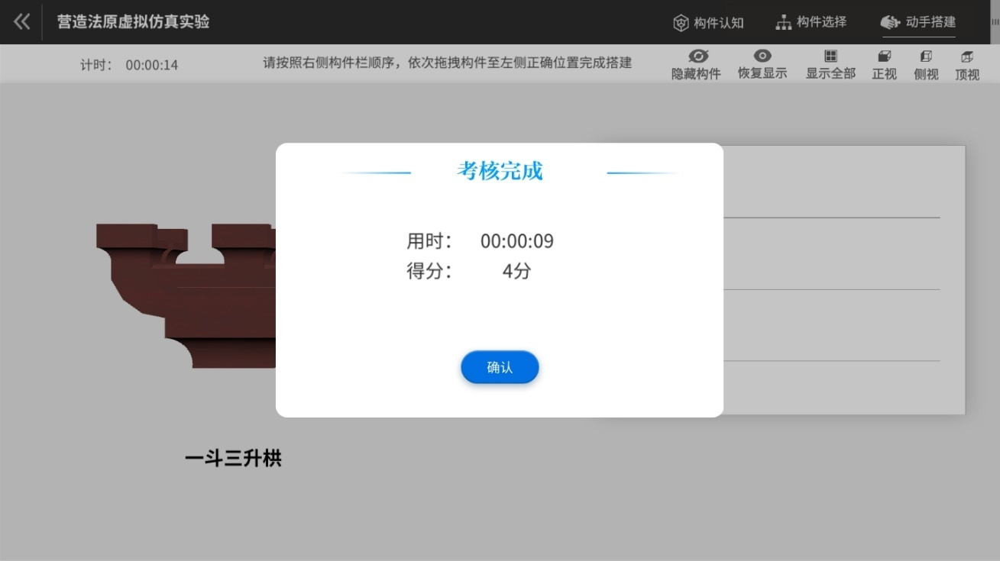 营造法原虚拟仿真实验
构件认知
构件选择
动手搭建
计时： 00:00:14
请按照右侧构件栏顺序，依次拖拽构件至左侧正确位置完成搭建
隐藏构件
恢复显示
显示全部
正视
侧视
顶视
考核完成
用时： 00:00:09
得分： 4分
确认
一斗三升栱